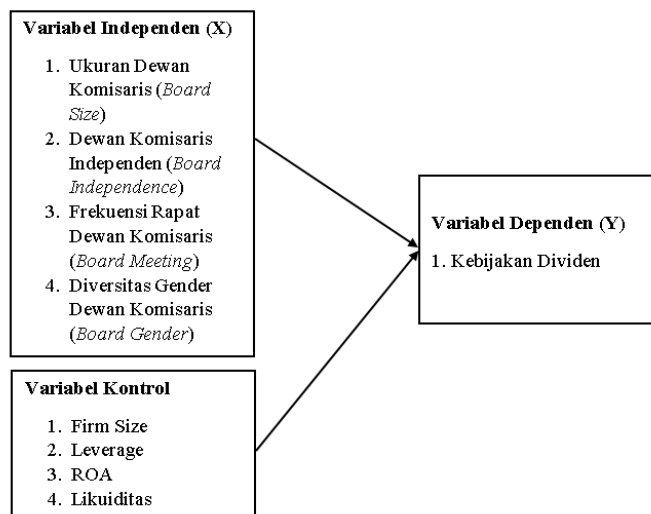 Variabel Independen (X)
1. Ukuran Dewan
Komisaris (Board
Size)
2. Dewan Komisaris
Independen (Board
Independence)
3. Frekuensi Rapat
Dewan Komisaris
(Board Meeting)
4. Diversitas Gender
Dewan Komisaris
(Board Gender)
Variabel Dependen (Y)
1. Kebijakan Dividen
Variabel Kontrol
1. Firm Size
2. Leverage
3. ROA
4. Likuiditas